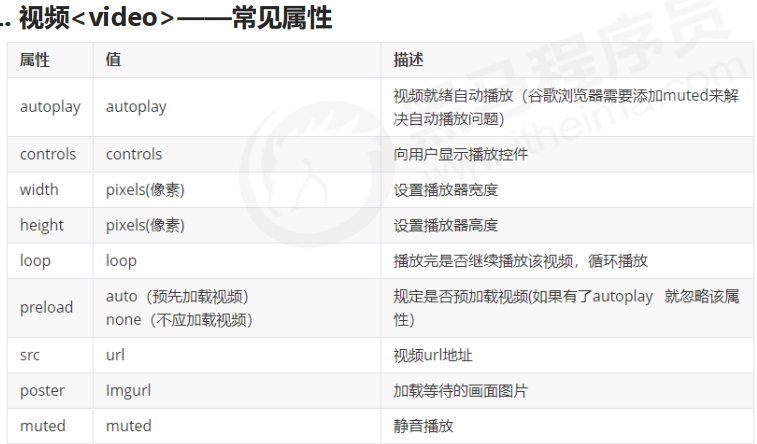 . 视频<video>——常见属性
属性 值 描述
autoplay autoplay 视频就绪自动播放（谷歌浏览器需要添加muted来解
决自动播放问题）
controls controls 向用户显示播放控件
width pixels(像素) 设置播放器宽度
height pixels(像素) 设置播放器高度
loop loop 播放完是否继续播放该视频，循环播放
preload auto（预先加载视频） 规定是否预加载视频(如果有了autoplay 就忽略该属
none（不应加载视频） 性）
src url 视频url地址
poster Imgurl 加载等待的画面图片
muted muted 静音播放
黑马程序员
www.itheima.com